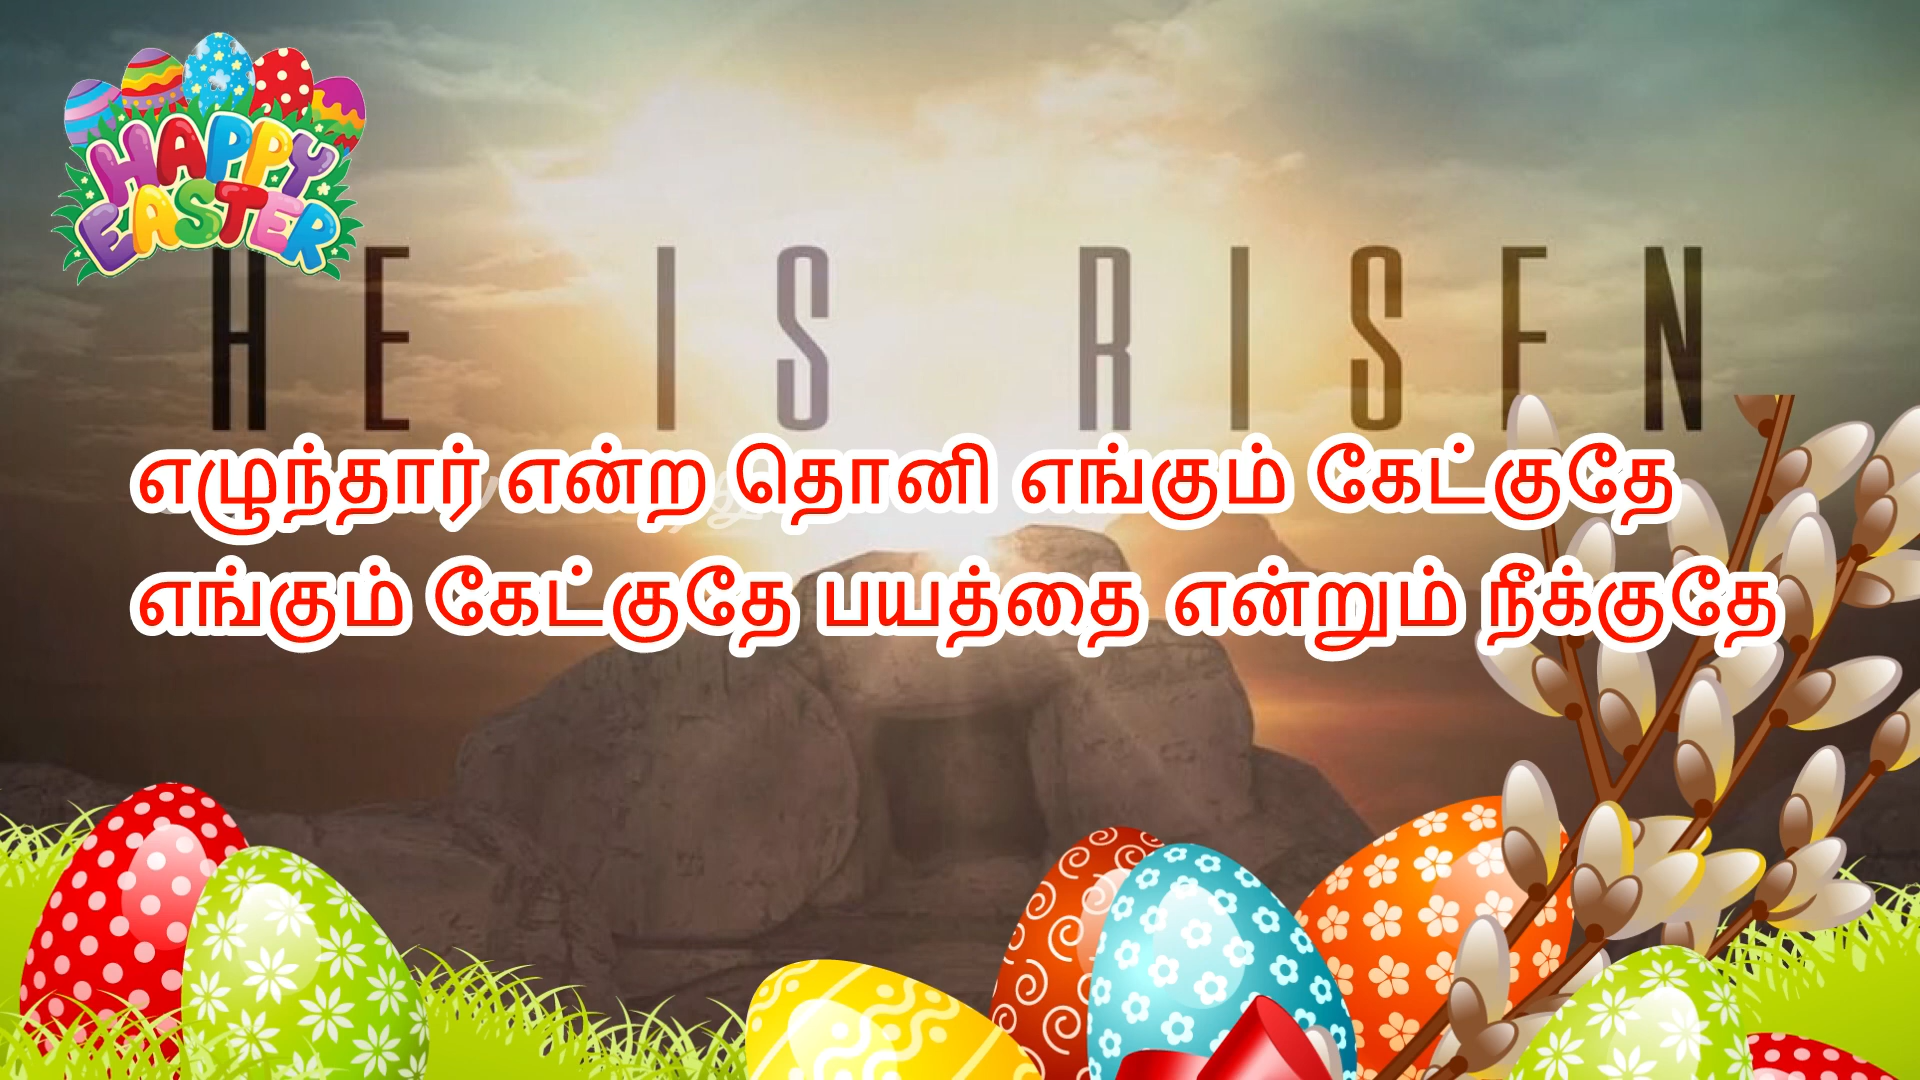 HAPPY
EASTER
HE IS RISEN
எழுந்தார் என்ற தொனி எங்கும் கேட்குதே
எங்கும் கேட்குதே பயத்தை என்றும் நீக்குதே